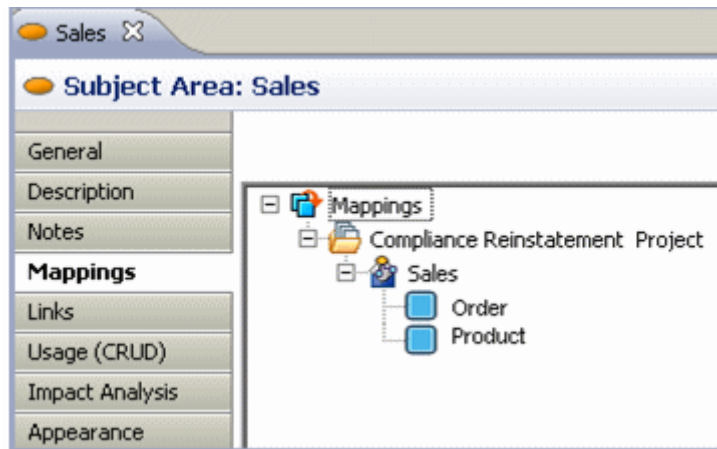 Sales
Subject Area: Sales
General
Description
Notes
Mappings
Links
Usage (CRUD)
Impact Analysis
Appearance
Mappings
Compliance Reinstatement Project
Sales
Order
Product